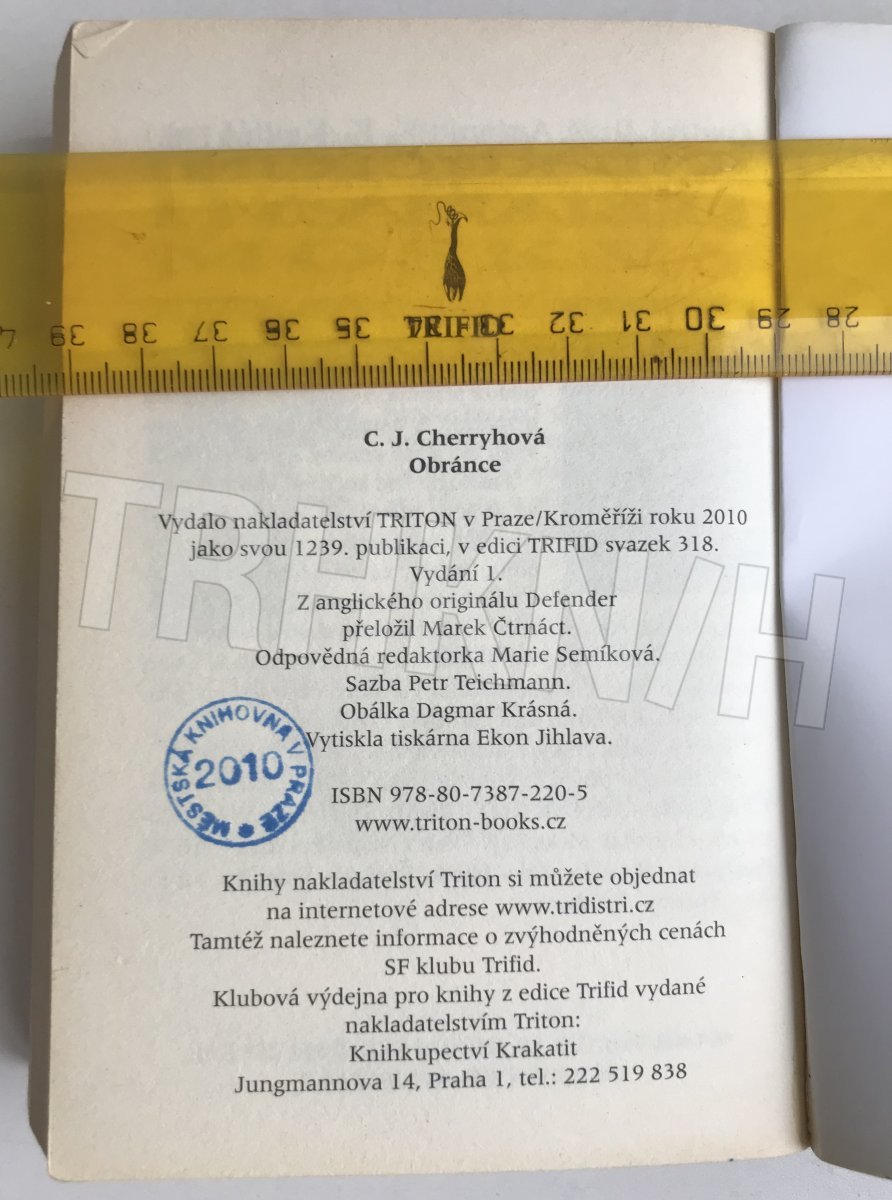 39 38 37 36 35 34 33 32 31 30 29 28
TRIFID
C. J. Cherryhová
Obránce
Vydalo nakladatelství TRITON v Praze/Kroměříži roku 2010
jako svou 1239. publikaci, v edici TRIFID svazek 318.
Vydání 1.
Z anglického originálu Defender
přeložil Marek Čtrnáct.
Odpovědná redaktorka Marie Semíková.
Sazba Petr Teichmann.
Obálka Dagmar Krásná.
Vytiskla tiskárna Ekon Jihlava.
MĚSTSKÁ KNIHOVNA V PRAZE
2010
ISBN 978-80-7387-220-5
www.triton-books.cz
Knihy nakladatelství Triton si můžete objednat
na internetové adrese www.tridistri.cz
Tamtéž naleznete informace o zvýhodněných cenách
SF klubu Trifid.
Klubová výdejna pro knihy z edice Trifid vydané
nakladatelstvím Triton:
Knihkupectví Krakatit
Jungmannova 14, Praha 1, tel.: 222 519 838
TRHKNIH